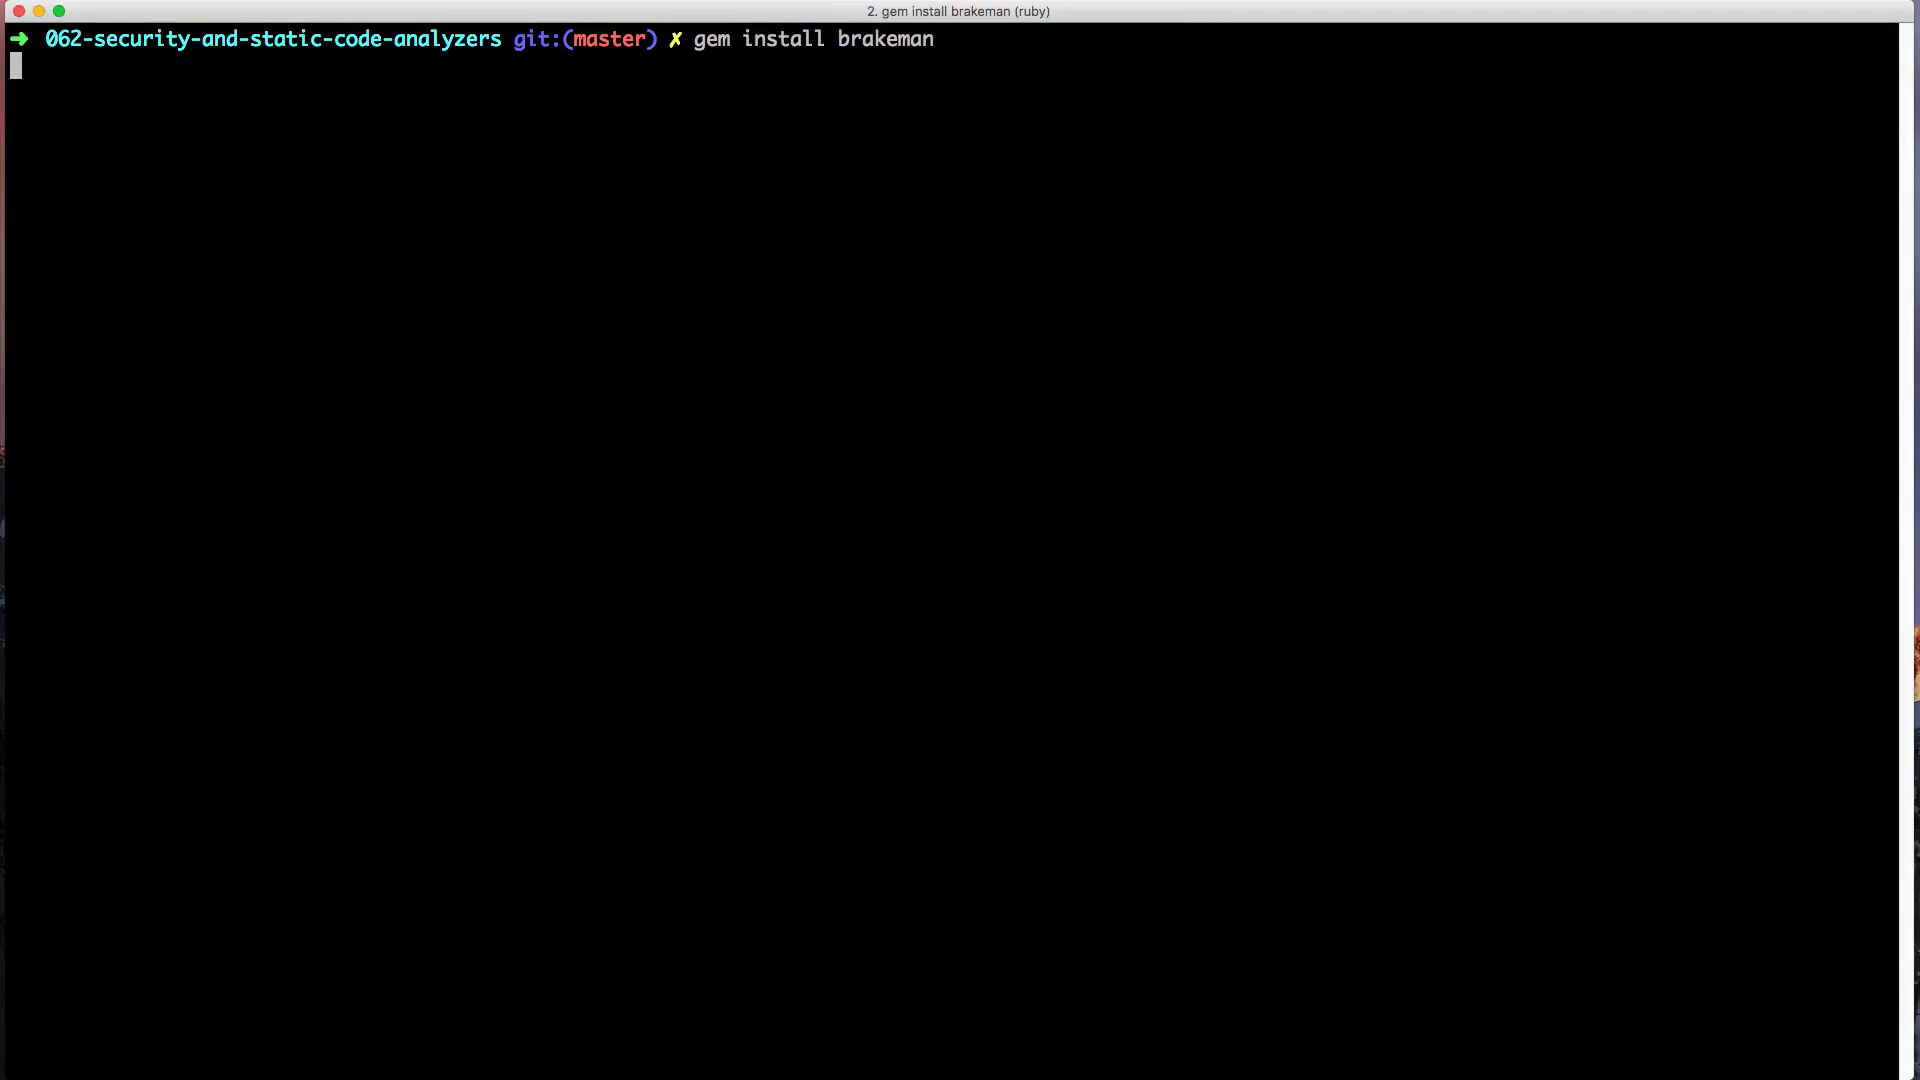 2. gem install brakeman (ruby)
➜ 062-security-and-static-code-analyzers git:(master) ✗ gem install brakeman